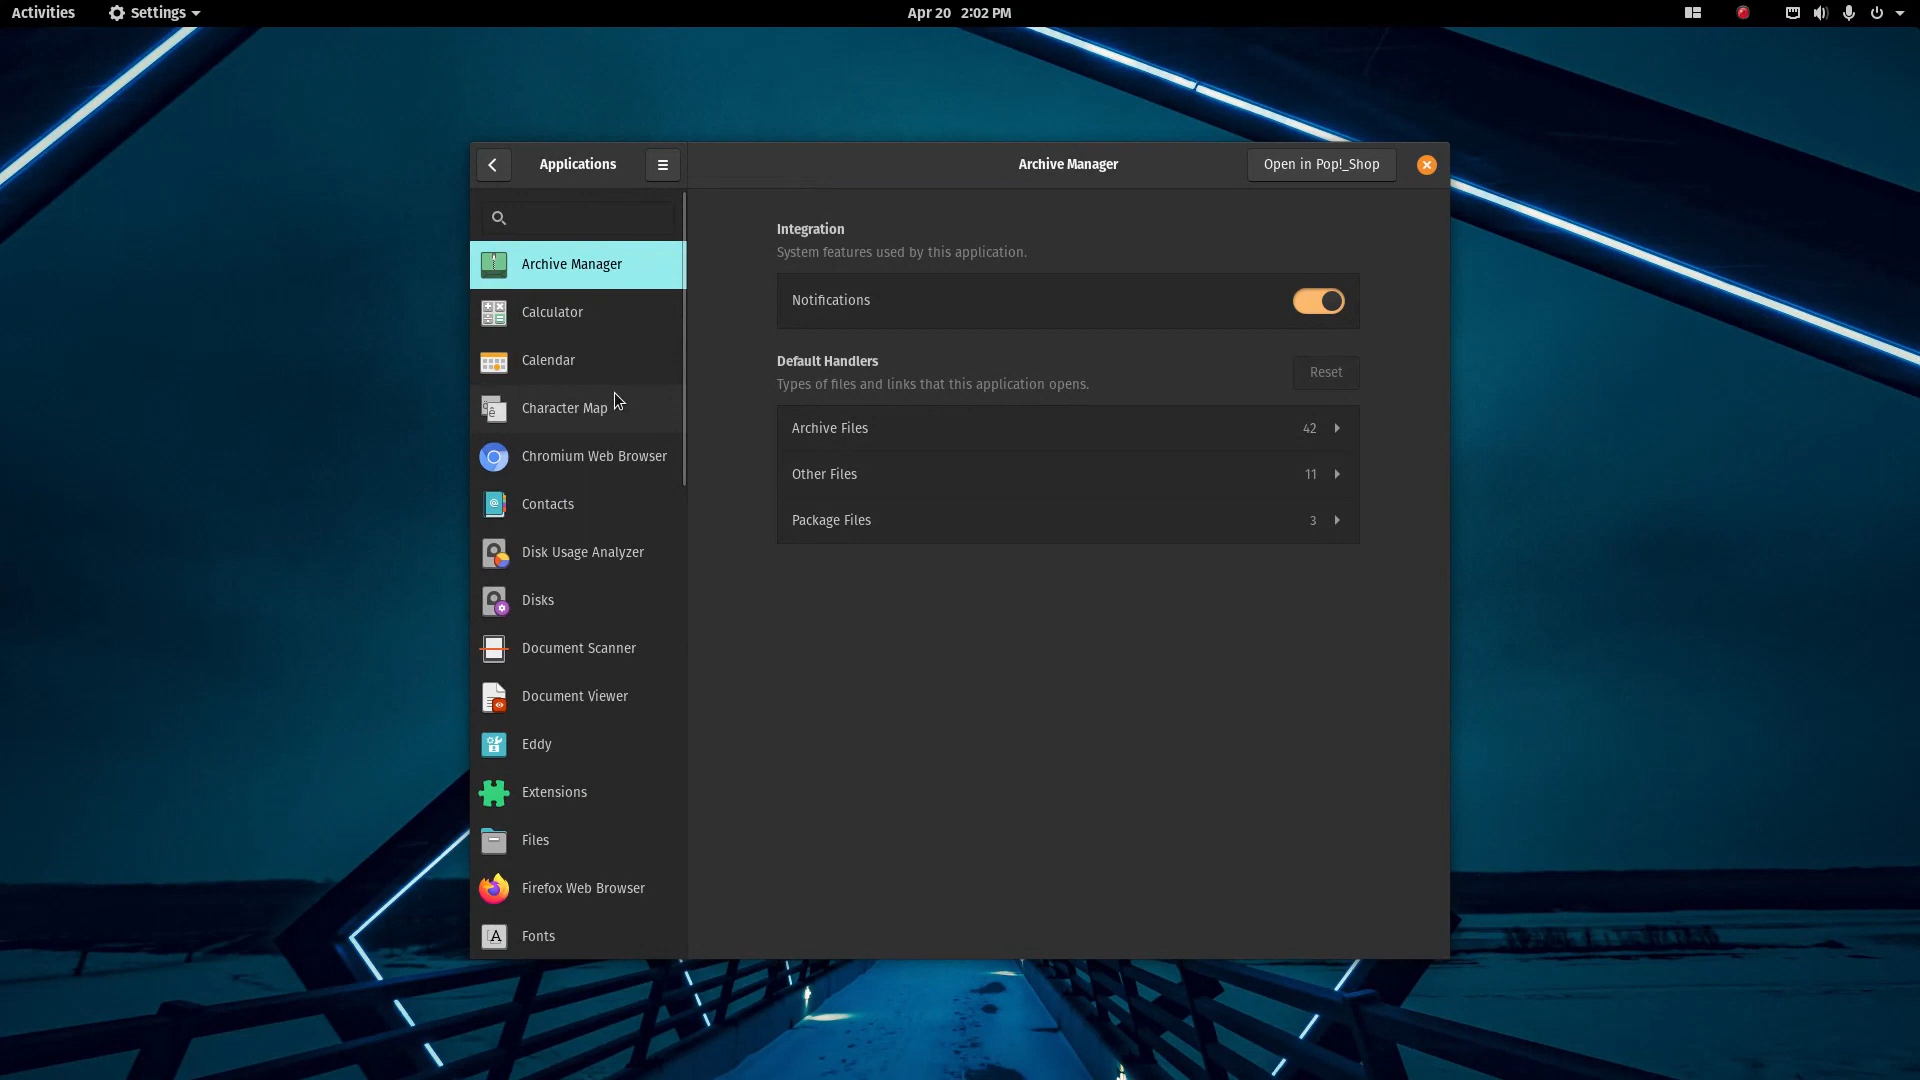 Activities
Settings
Apr 20 2:02 PM
Applications
Archive Manager
Open in Pop!_Shop
Archive Manager
Calculator
Calendar
Character Map
Chromium Web Browser
Contacts
Disk Usage Analyzer
Disks
Document Scanner
Document Viewer
Eddy
Extensions
Files
Firefox Web Browser
Fonts
Integration
System features used by this application.
Notifications
Default Handlers
Types of files and links that this application opens.
Reset
Archive Files 42
Other Files 11
Package Files 3